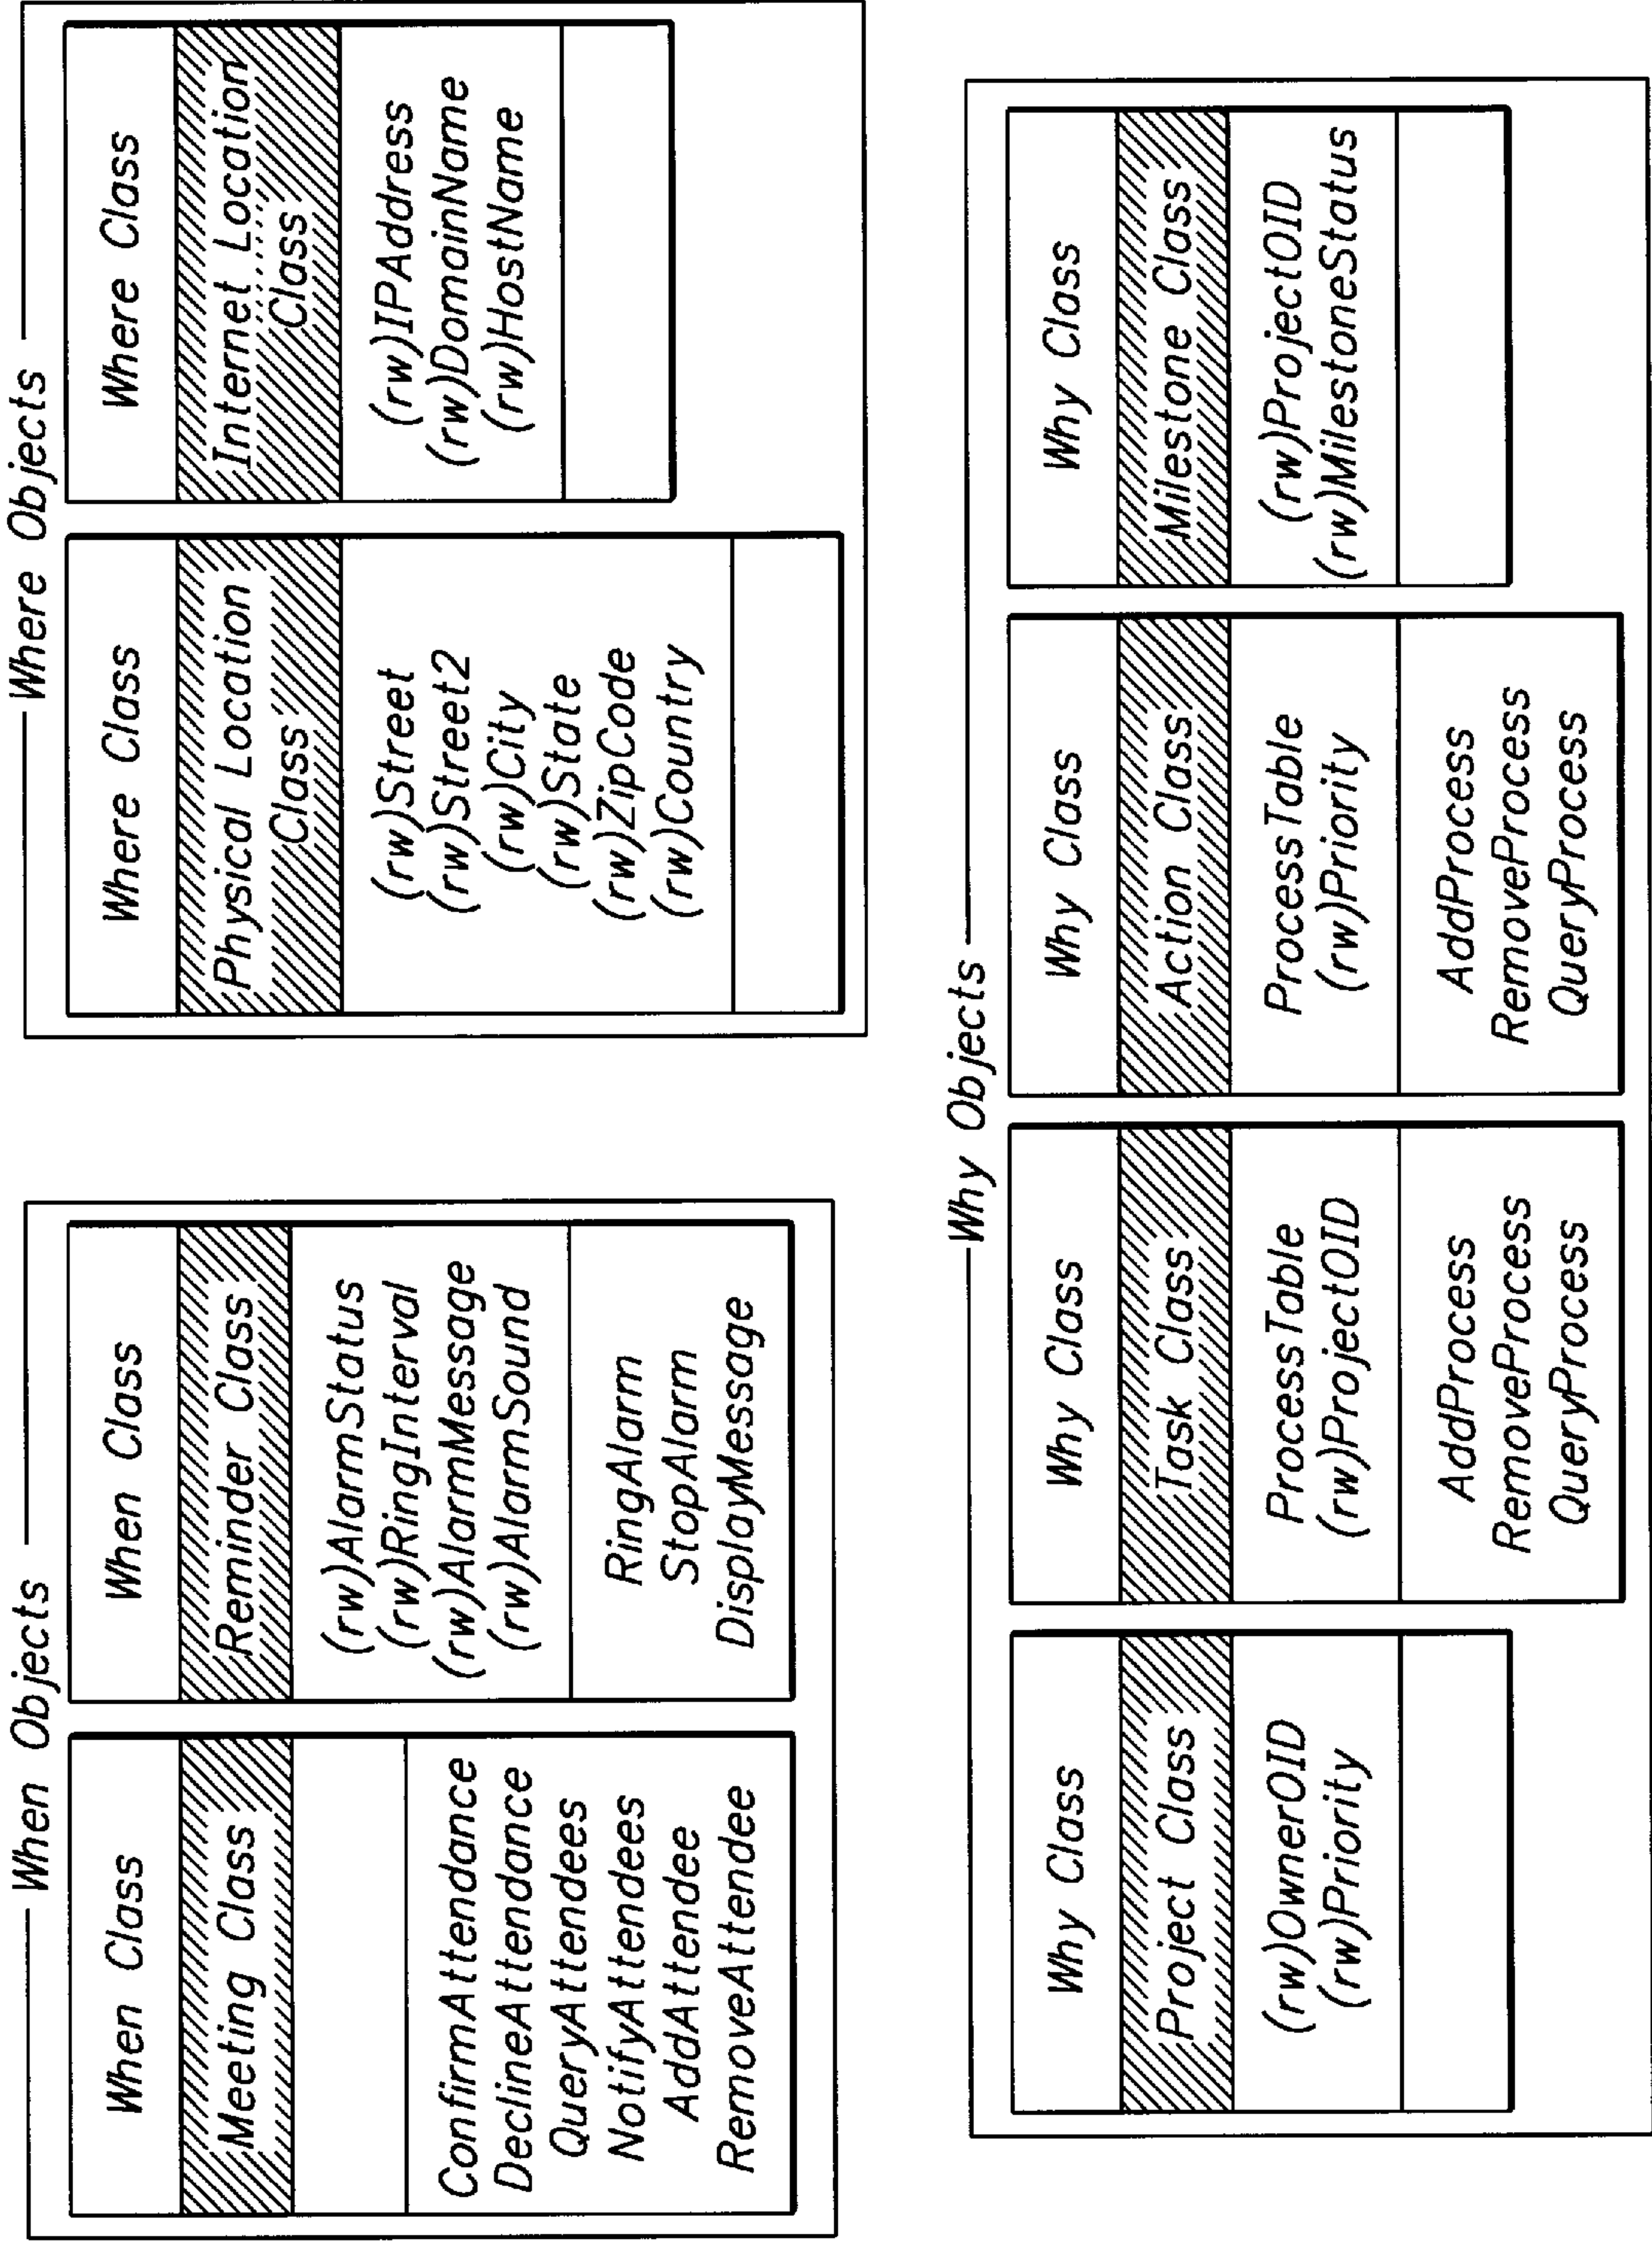 When Objects
When Class
Meeting Class
ConfirmAttendance
DeclineAttendance
QueryAttendees
NotifyAttendees
AddAttendee
RemoveAttendee
When Class
Reminder Class
(rw)AlarmStatus
(rw)RingInterval
(rw)AlarmMessage
(rw)AlarmSound
RingAlarm
StopAlarm
DisplayMessage
Where Objects
Where Class
Physical Location
Class
(rw)Street
(rw)Street2
(rw)City
(rw)State
(rw)ZipCode
(rw)Country
Where Class
Internet Location
Class
(rw)IPAddress
(rw)DomainName
(rw)HostName
Why Objects
Why Class
Project Class
(rw)OwnerOID
(rw)Priority
Why Class
Task Class
ProcessTable
(rw)ProjectOID
AddProcess
RemoveProcess
QueryProcess
Why Class
Action Class
ProcessTable
(rw)Priority
AddProcess
RemoveProcess
QueryProcess
Why Class
Milestone Class
(rw)ProjectOID
(rw)MilestoneStatus